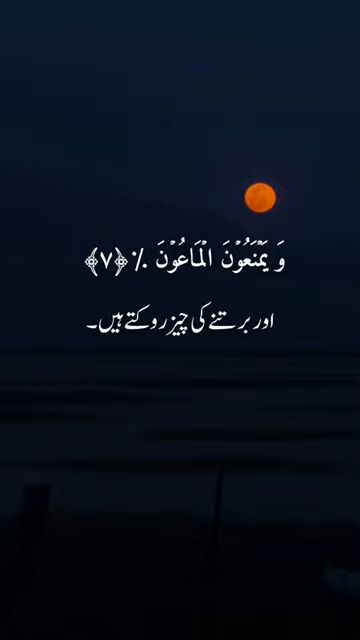 وَ يَمۡنَعُوۡنَ الۡمَاعُوۡنَ ٪﴿۷﴾
اور برتنے کی چیز روکتے ہیں۔